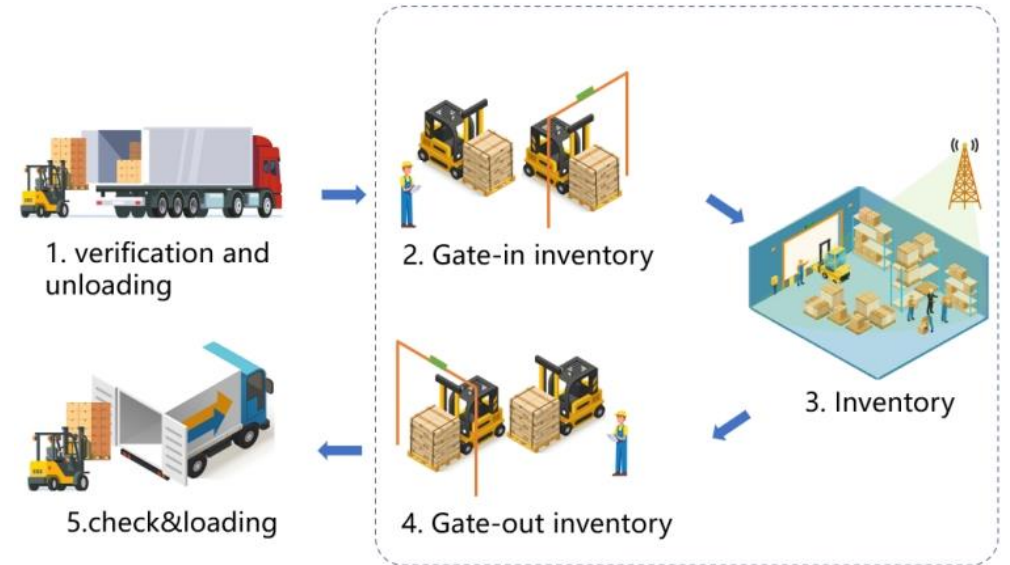 1. verification and
unloading
2. Gate-in inventory
3. Inventory
4. Gate-out inventory
5.check&loading